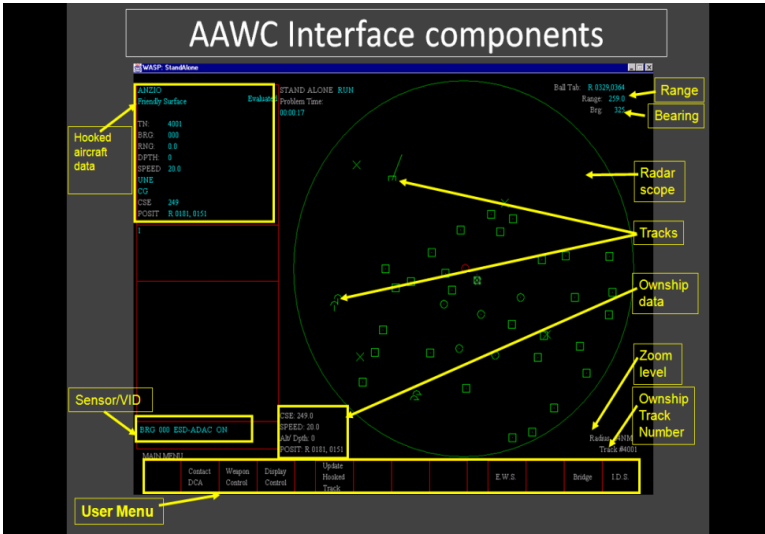 AAWC Interface components
WASP: StandAlone
ANZIO
Friendly Surface
Evaluated
TN: 4001
BRG 000
RNG 0.0
DPTH: 0
SPEED 20.0
UNE
CG
CSE 249
POSIT R 0181, 0151
STAND ALONE RUN
Problem Time:
00:00:17
Ball Tab: R 0329,0364
Range: 259.0
Brg: 325
Range
Bearing
Hooked
aircraft
data
Radar
scope
Tracks
Ownship
data
Zoom
level
Ownship
Track
Number
1
Sensor/VID
BRG 000 ESD-ADAC ON
CSE: 249.0
SPEED: 20.0
Alt/ Dpth: 0
POSIT: R 0181, 0151
Radius:
Track #4001
MAIN MENU
Contact
DCA
Weapon
Control
Display
Control
Update
Hooked
Track
E.W.S.
Bridge
I.D.S.
User Menu